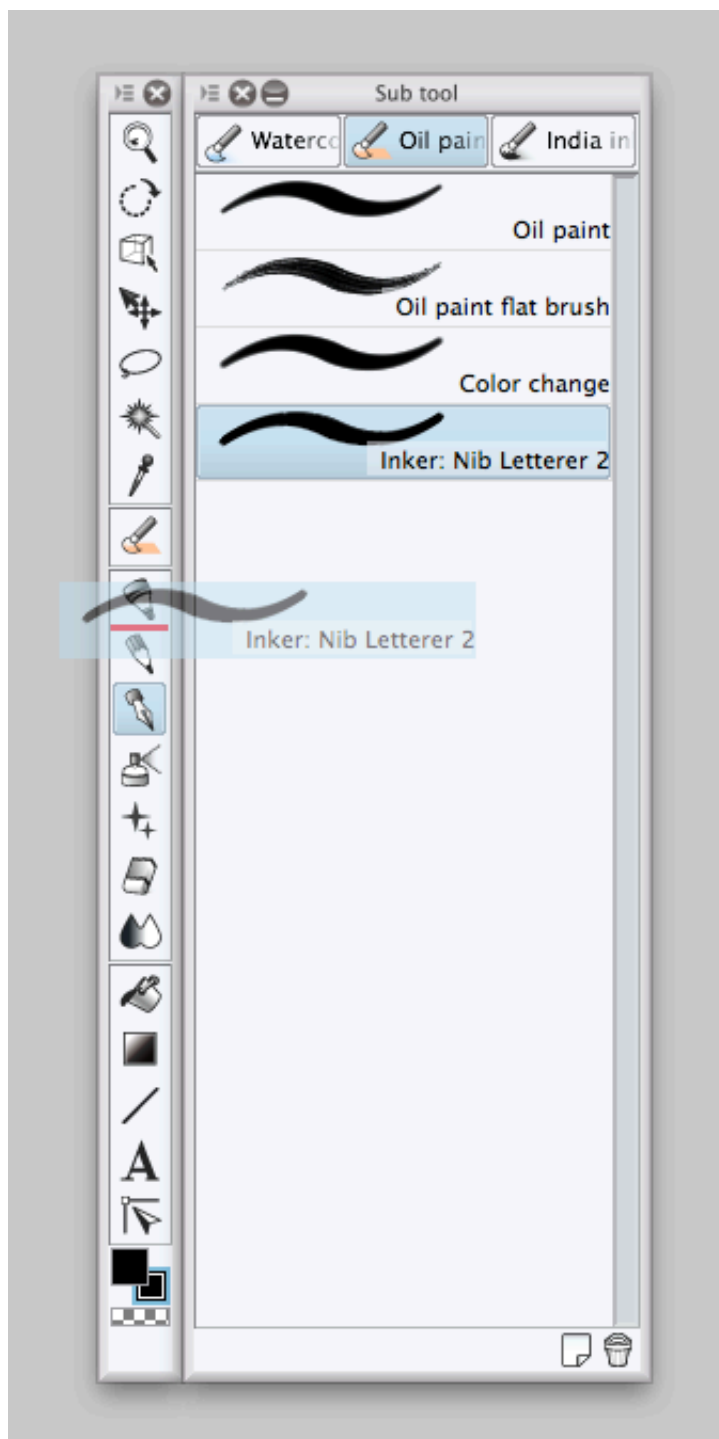 Sub tool
Waterco
Oil pain
India in
Oil paint
Oil paint flat brush
Color change
Inker: Nib Letterer 2
Inker: Nib Letterer 2
A